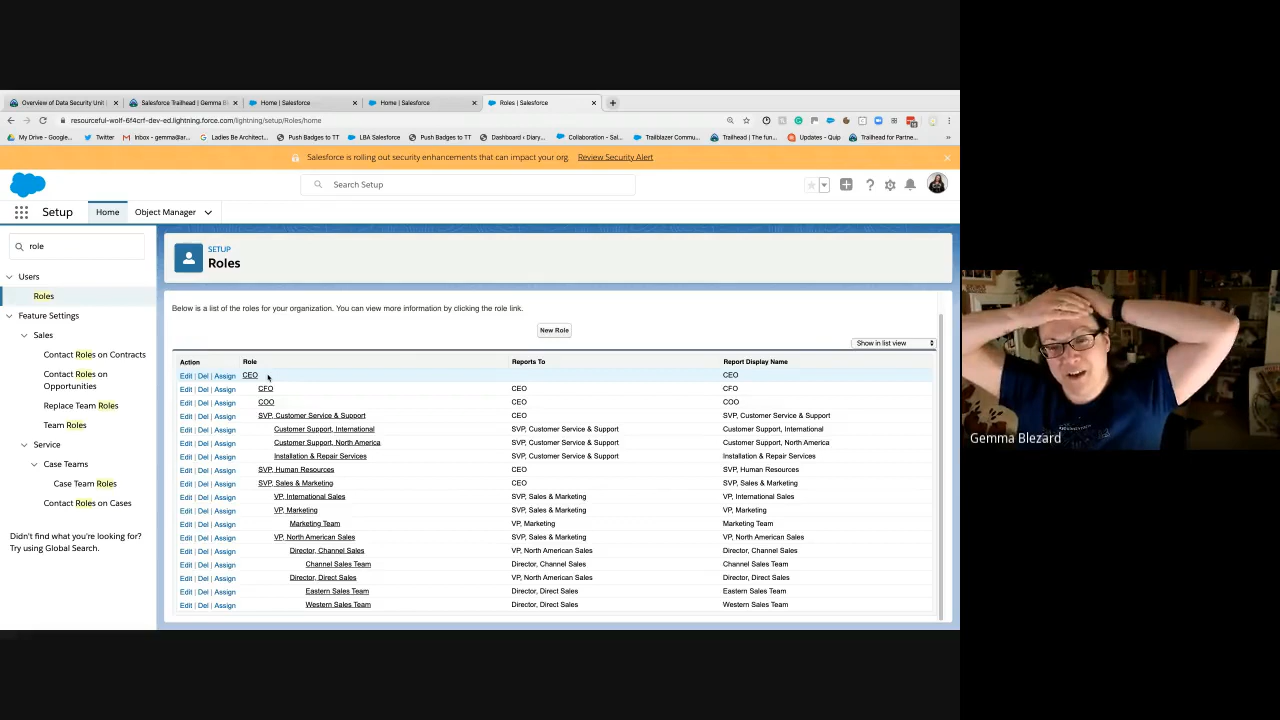 Overview of Data Security Unit
Salesforce Trailhead | Gemma B
Home | Salesforce
Home | Salesforce
Roles | Salesforce
resourceful-wolf-6f4crf-dev-ed.lightning.force.com/lightning/setup/Roles/home
My Drive - Google...
Twitter
Inbox - gemma@ar...
Ladies Be Architect...
Push Badges to TT
LBA Salesforce
Push Badges to TT
Dashboard ‹ Diary...
Collaboration - Sal...
Trailblazer Commu...
Trailhead | The fun...
Updates - Quip
Trailhead for Partne...
Salesforce is rolling out security enhancements that can impact your org. Review Security Alert
Search Setup
Setup
Home
Object Manager
role
Users
Roles
Feature Settings
Sales
Contact Roles on Contracts
Contact Roles on
Opportunities
Replace Team Roles
Team Roles
Service
Case Teams
Case Team Roles
Contact Roles on Cases
Didn't find what you're looking for?
Try using Global Search.
SETUP
Roles
Below is a list of the roles for your organization. You can view more information by clicking the role link.
New Role
Show in list view
Action Role Reports To Report Display Name
Edit | Del | Assign CEO CEO
Edit | Del | Assign CFO CEO CFO
Edit | Del | Assign COO CEO COO
Edit | Del | Assign SVP, Customer Service & Support CEO SVP, Customer Service & Support
Edit | Del | Assign Customer Support, International SVP, Customer Service & Support Customer Support, International
Edit | Del | Assign Customer Support, North America SVP, Customer Service & Support Customer Support, North America
Edit | Del | Assign Installation & Repair Services SVP, Customer Service & Support Installation & Repair Services
Edit | Del | Assign SVP, Human Resources CEO SVP, Human Resources
Edit | Del | Assign SVP, Sales & Marketing CEO SVP, Sales & Marketing
Edit | Del | Assign VP, International Sales SVP, Sales & Marketing VP, International Sales
Edit | Del | Assign VP, Marketing SVP, Sales & Marketing VP, Marketing
Edit | Del | Assign Marketing Team VP, Marketing Marketing Team
Edit | Del | Assign VP, North American Sales SVP, Sales & Marketing VP, North American Sales
Edit | Del | Assign Director, Channel Sales VP, North American Sales Director, Channel Sales
Edit | Del | Assign Channel Sales Team Director, Channel Sales Channel Sales Team
Edit | Del | Assign Director, Direct Sales VP, North American Sales Director, Direct Sales
Edit | Del | Assign Eastern Sales Team Director, Direct Sales Eastern Sales Team
Edit | Del | Assign Western Sales Team Director, Direct Sales Western Sales Team
Gemma Blezard